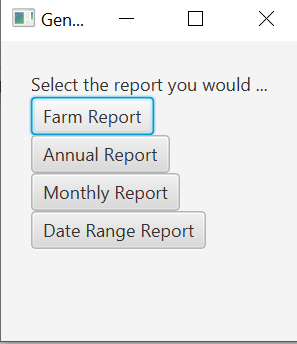 Gen...
Select the report you would ...
Farm Report
Annual Report
Monthly Report
Date Range Report